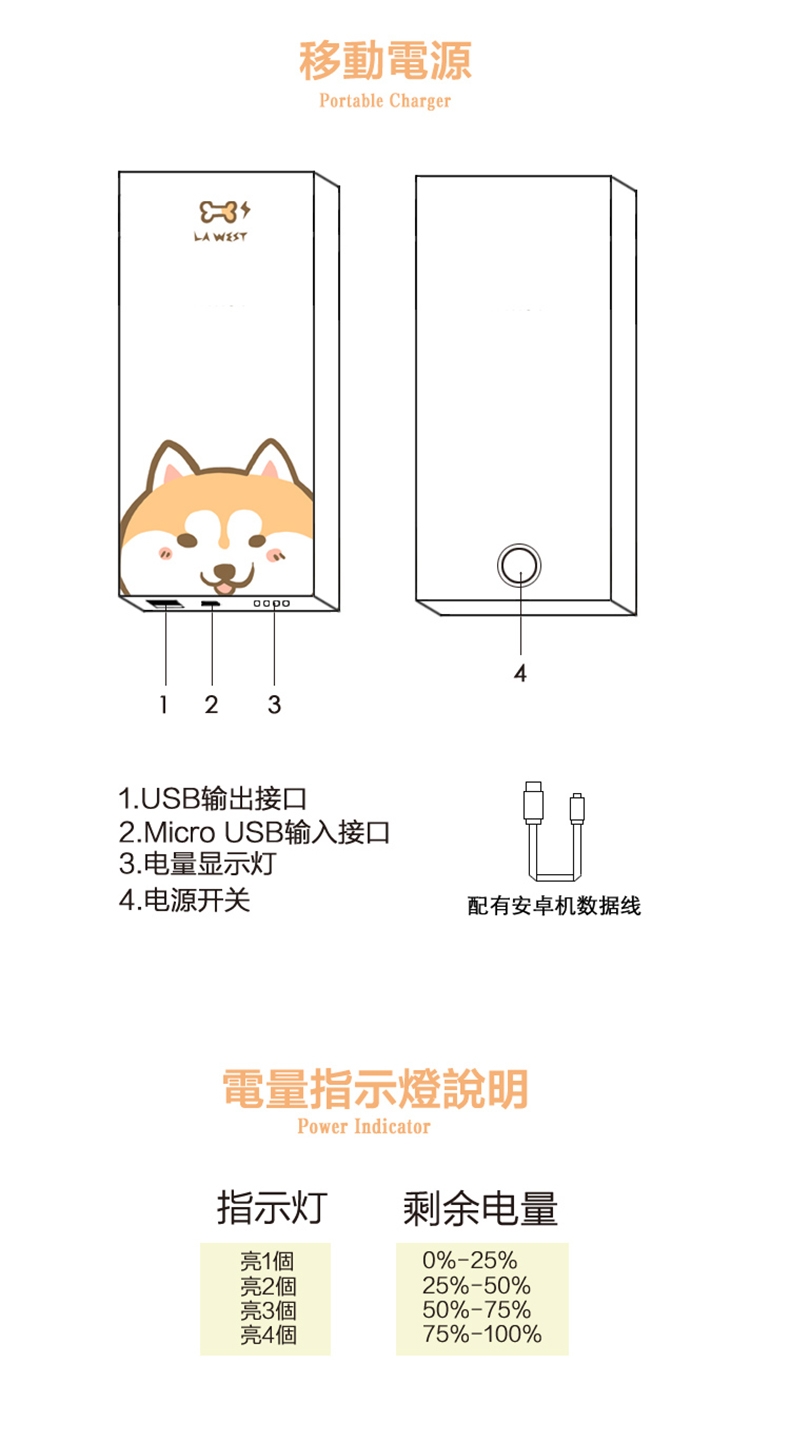 移動電源
Portable Charger
LA WEST
1
2
3
4
1.USB输出接口
2.Micro USB输入接口
3.电量显示灯
4.电源开关
配有安卓机数据线
電量指示燈說明
Power Indicator
指示灯 剩余电量
亮1個 0%-25%
亮2個 25%-50%
亮3個 50%-75%
亮4個 75%-100%